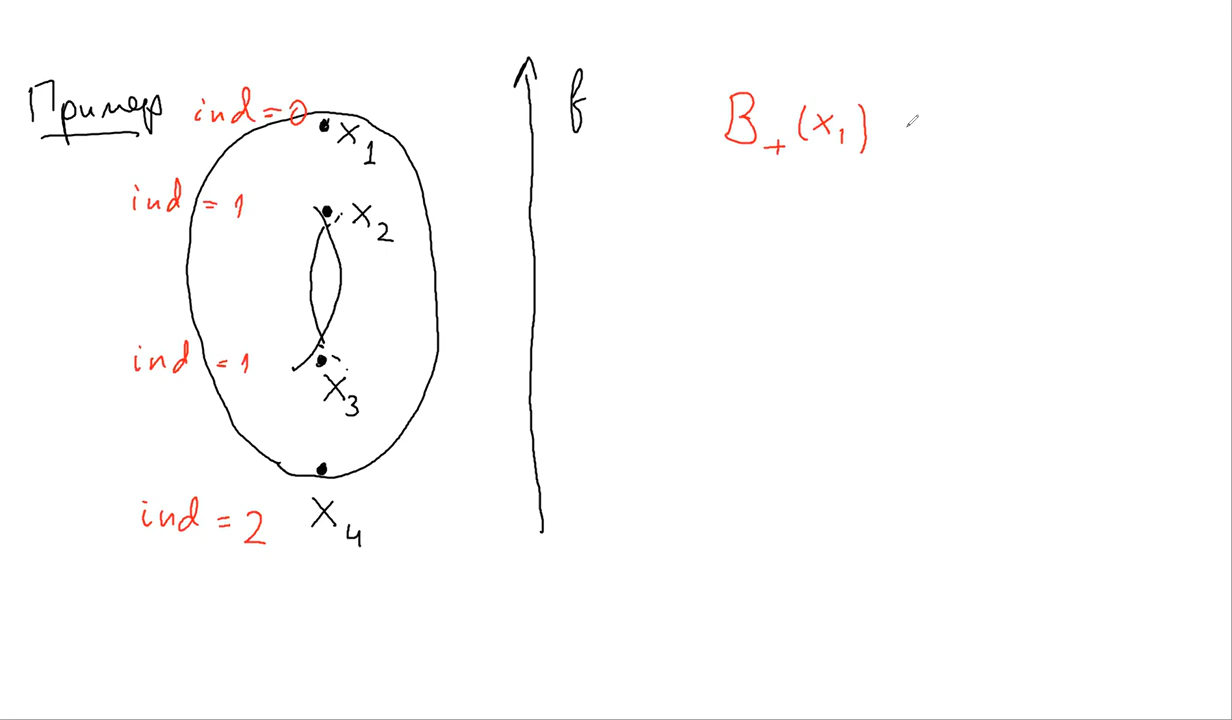 Пример
ind = 0
x₁
ind = 1
x₂
ind = 1
x₃
ind = 2
x₄
f
B₊(x₁)